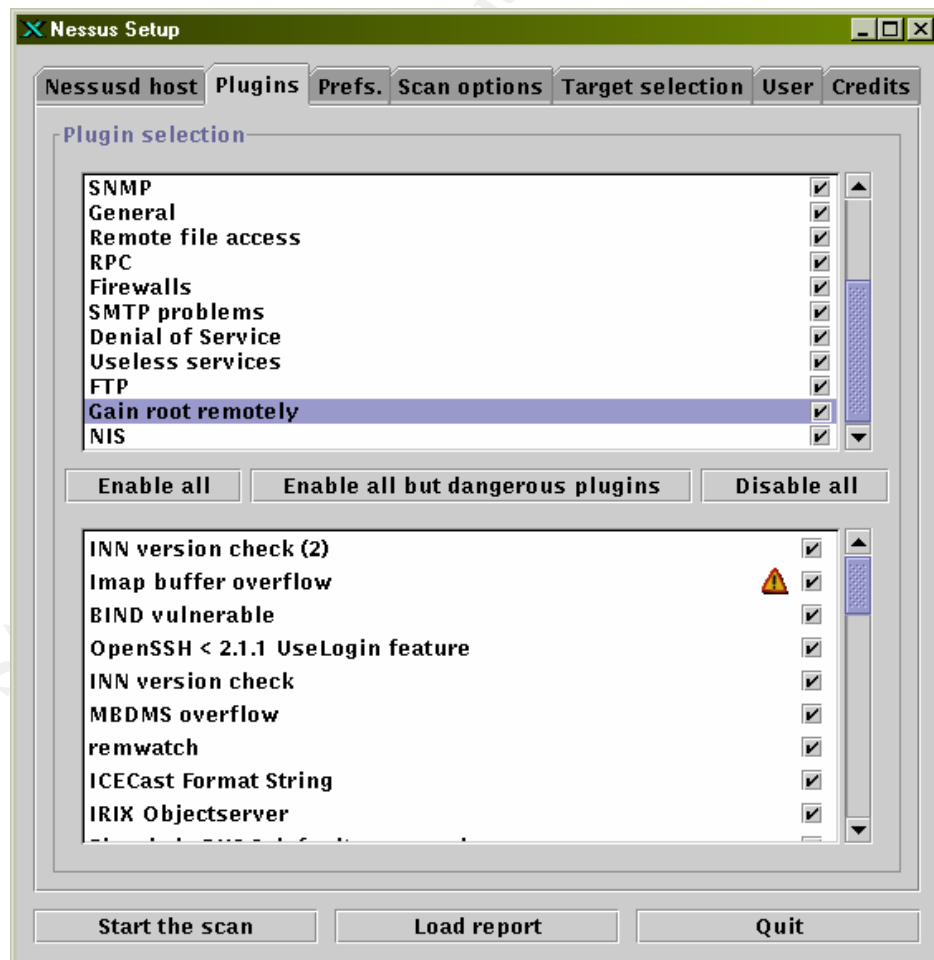 Nessus Setup
Nessusd host Plugins Prefs. Scan options Target selection User Credits
Plugin selection
SNMP
General
Remote file access
RPC
Firewalls
SMTP problems
Denial of Service
Useless services
FTP
Gain root remotely
NIS
Enable all Enable all but dangerous plugins Disable all
INN version check (2)
Imap buffer overflow
BIND vulnerable
OpenSSH < 2.1.1 UseLogin feature
INN version check
MBDMS overflow
remwatch
ICECast Format String
IRIX Objectserver
Start the scan Load report Quit